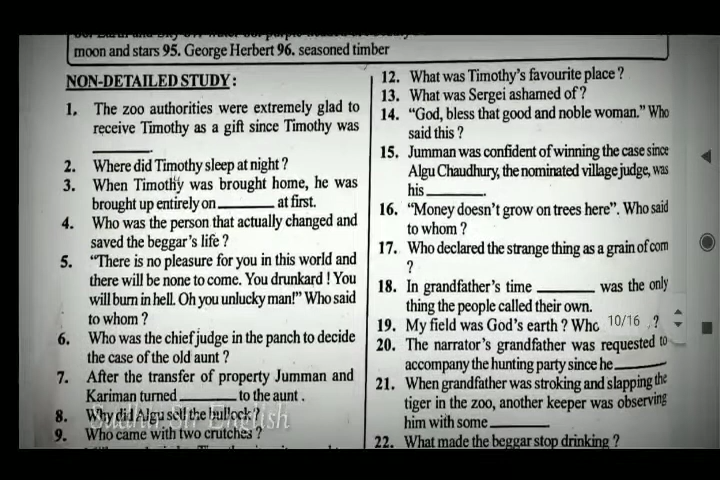 moon and stars 95. George Herbert 96. seasoned timber
NON-DETAILED STUDY :
1. The zoo authorities were extremely glad to
receive Timothy as a gift since Timothy was
________.
2. Where did Timothy sleep at night ?
3. When Timothy was brought home, he was
brought up entirely on ________ at first.
4. Who was the person that actually changed and
saved the beggar's life ?
5. "There is no pleasure for you in this world and
there will be none to come. You drunkard ! You
will burn in hell. Oh you unlucky man!" Who said
to whom ?
6. Who was the chief judge in the panch to decide
the case of the old aunt ?
7. After the transfer of property Jumman and
Kariman turned ________ to the aunt .
8. Why did Algu sell the bullock ?
Sudhir Sir English
9. Who came with two crutches ?
12. What was Timothy's favourite place ?
13. What was Sergei ashamed of ?
14. "God, bless that good and noble woman." Who
said this ?
15. Jumman was confident of winning the case since
Algu Chaudhury, the nominated village judge, was
his ________.
16. "Money doesn't grow on trees here". Who said
to whom ?
17. Who declared the strange thing as a grain of corn
?
18. In grandfather's time ________ was the only
thing the people called their own.
19. My field was God's earth ? Who 10/16 ?
20. The narrator's grandfather was requested to
accompany the hunting party since he ________
21. When grandfather was stroking and slapping the
tiger in the zoo, another keeper was observing
him with some ________
22. What made the beggar stop drinking ?